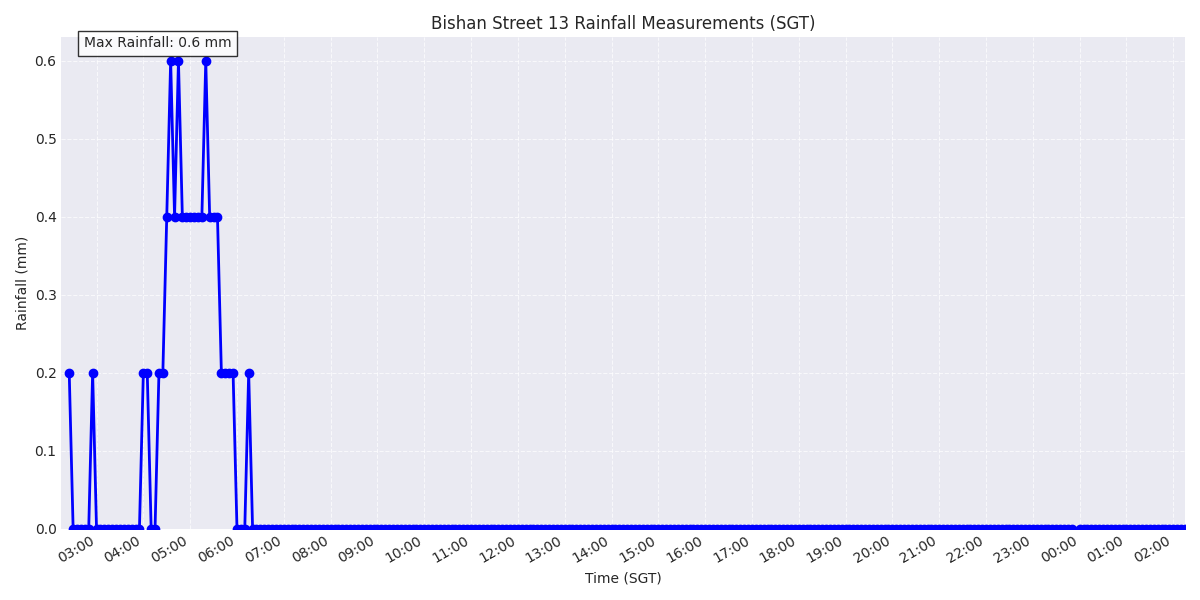 Bishan Street 13 Rainfall Measurements (SGT)
Max Rainfall: 0.6 mm
0.6
0.5
0.4
0.3
0.2
0.1
0.0
Rainfall (mm)
03:00 04:00 05:00 06:00 07:00 08:00 09:00 10:00 11:00 12:00 13:00 14:00 15:00 16:00 17:00 18:00 19:00 20:00 21:00 22:00 23:00 00:00 01:00 02:00
Time (SGT)